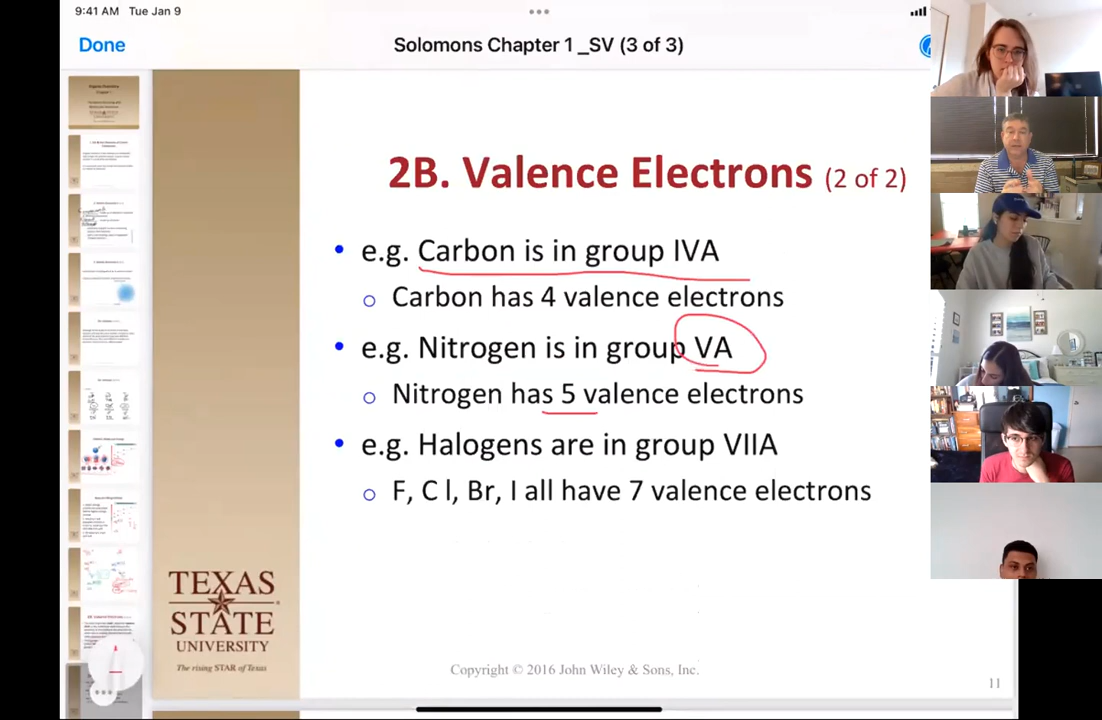 9:41 AM Tue Jan 9
Done
Solomons Chapter 1_SV (3 of 3)
2B. Valence Electrons (2 of 2)
• e.g. Carbon is in group IVA
o Carbon has 4 valence electrons
• e.g. Nitrogen is in group VA
o Nitrogen has 5 valence electrons
• e.g. Halogens are in group VIIA
o F, C l, Br, I all have 7 valence electrons
TEXAS
STATE
UNIVERSITY
The rising STAR of Texas
Copyright © 2016 John Wiley & Sons, Inc.
11